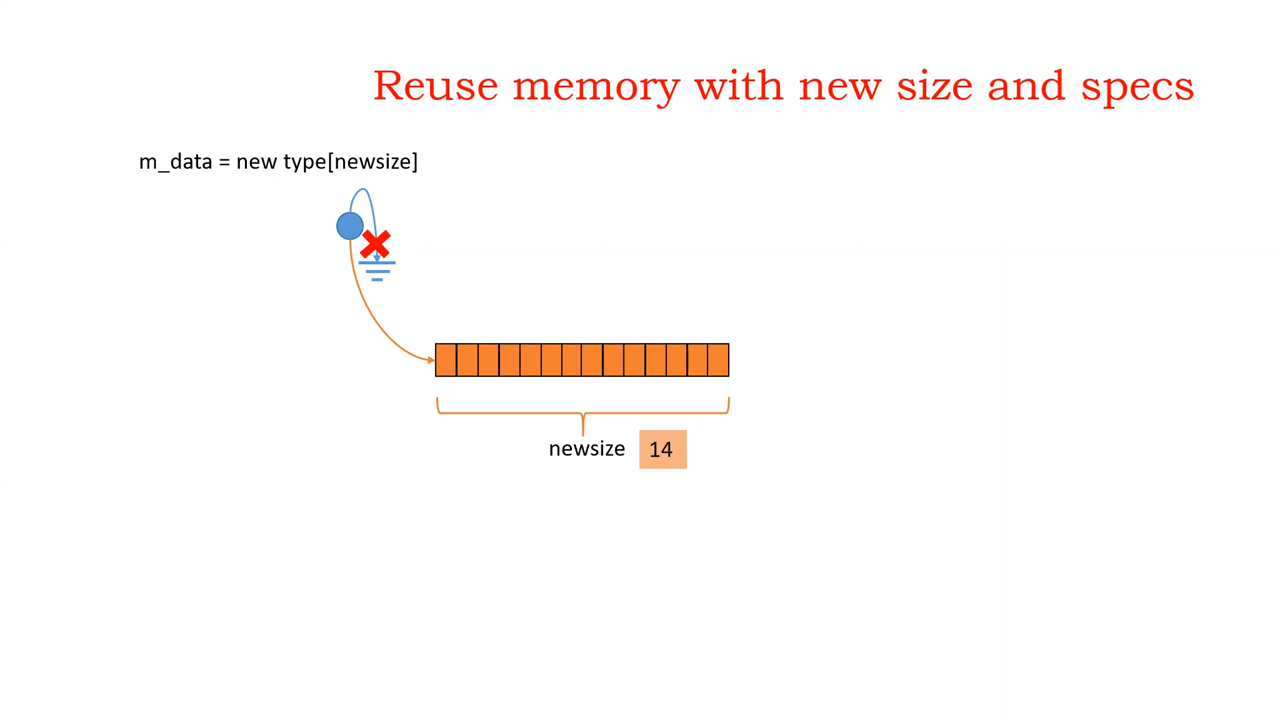 Reuse memory with new size and specs
m_data = new type[newsize]
newsize 14